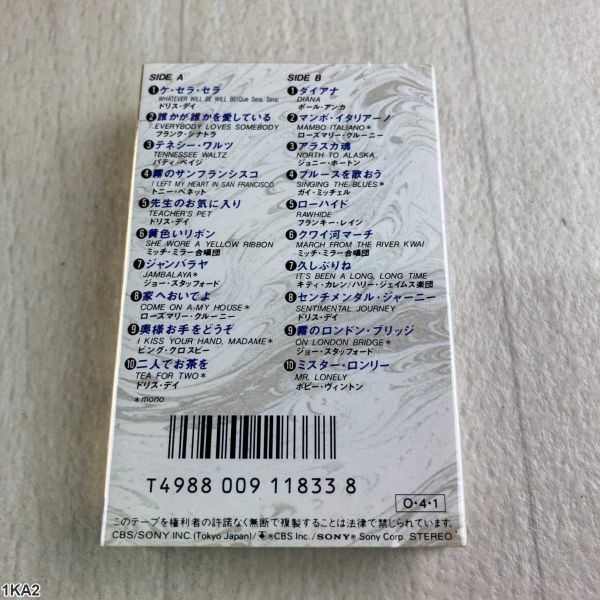 SIDE A
❶ケ・セラ・セラ
WHATEVER WILL BE WILL BE(Que Sera, Sera)
ドリス・デイ
❷誰かが誰かを愛している
EVERYBODY LOVES SOMEBODY
フランク・シナトラ
❸テネシー・ワルツ
TENNESSEE WALTZ
パティ・ペイジ
❹霧のサンフランシスコ
I LEFT MY HEART IN SAN FRANCISCO
トニー・ベネット
❺先生のお気に入り
TEACHER'S PET
ドリス・デイ
❻黄色いリボン
SHE WORE A YELLOW RIBBON
ミッチ・ミラー合唱団
❼ジャンバラヤ
JAMBALAYA*
ジョー・スタッフォード
❽家へおいでよ
COME ON A-MY HOUSE*
ローズマリー・クルーニー
❾奥様お手をどうぞ
I KISS YOUR HAND, MADAME*
ビング・クロスビー
❿二人でお茶を
TEA FOR TWO*
ドリス・デイ
*mono
SIDE B
❶ダイアナ
DIANA
ポール・アンカ
❷マンボ・イタリアーノ
MAMBO ITALIANO*
ローズマリー・クルーニー
❸アラスカ魂
NORTH TO ALASKA
ジョニー・ホートン
❹ブルースを歌おう
SINGING THE BLUES*
ガイ・ミッチェル
❺ローハイド
RAWHIDE
フランキー・レイン
❻クワイ河マーチ
MARCH FROM THE RIVER KWAI
ミッチ・ミラー合唱団
❼久しぶりね
IT'S BEEN A LONG, LONG TIME
キティ・カレン/ハリー・ジェイムス楽団
❽センチメンタル・ジャーニー
SENTIMENTAL JOURNEY
ドリス・デイ
❾霧のロンドン・ブリッジ
ON LONDON BRIDGE*
ジョー・スタッフォード
❿ミスター・ロンリー
MR. LONELY
ボビー・ヴィントン
T4988 009 11833 8
O・4・1
このテープを権利者の許諾なく無断で複製することは法律で禁じられています。
CBS/SONY INC.(Tokyo Japan)/®CBS Inc./SONY® Sony Corp. STEREO
1KA2